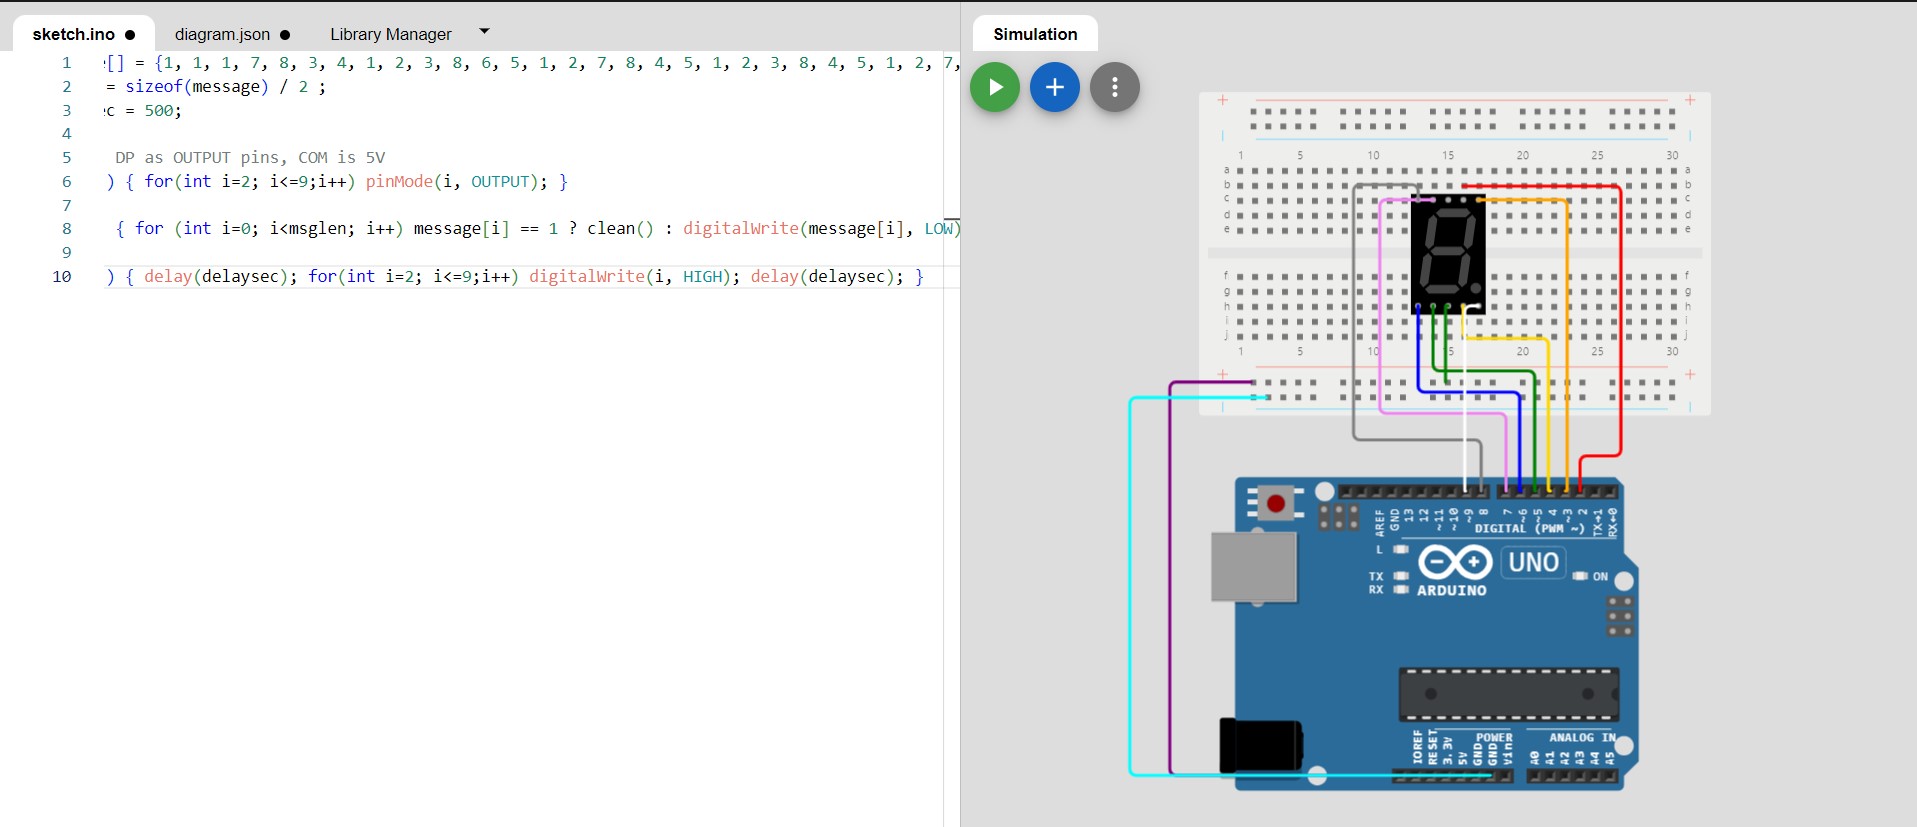 sketch.ino ● diagram.json ● Library Manager
Simulation
1 [] = {1, 1, 1, 7, 8, 3, 4, 1, 2, 3, 8, 6, 5, 1, 2, 7, 8, 4, 5, 1, 2, 3, 8, 4, 5, 1, 2, 7,
2 = sizeof(message) / 2 ;
3 c = 500;
4
5 DP as OUTPUT pins, COM is 5V
6 ) { for(int i=2; i<=9;i++) pinMode(i, OUTPUT); }
7
8 { for (int i=0; i<msglen; i++) message[i] == 1 ? clean() : digitalWrite(message[i], LOW)
9
10 ) { delay(delaysec); for(int i=2; i<=9;i++) digitalWrite(i, HIGH); delay(delaysec); }
+ +
1 5 10 15 20 25 30
a a
b b
c c
d d
e e
f f
g g
h h
i i
j j
1 5 10 15 20 25 30
+ +
AREF GND 13 12 ~11 ~10 ~9 8 7 ~6 ~5 4 ~3 2 TX→1 RX←0
DIGITAL (PWM ~)
L
TX
RX
ARDUINO
UNO
ON
POWER
ANALOG IN
IOREF RESET 3.3V 5V GND GND Vin A0 A1 A2 A3 A4 A5